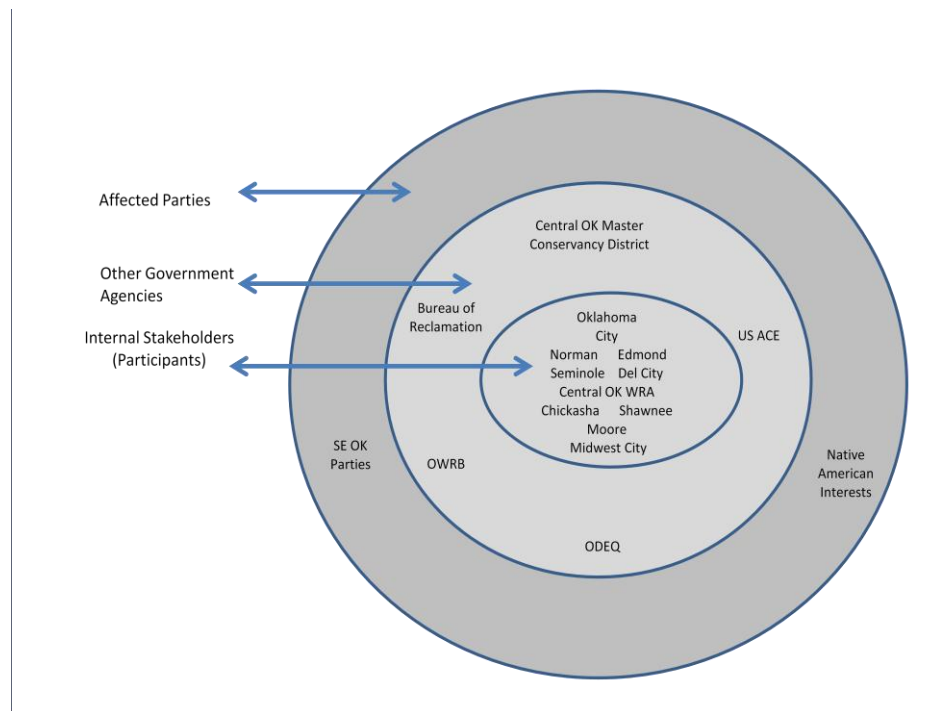 Affected Parties
Other Government
Agencies
Internal Stakeholders
(Participants)
Central OK Master
Conservancy District
Bureau of
Reclamation
US ACE
Oklahoma
City
Norman Edmond
Seminole Del City
Central OK WRA
Chickasha Shawnee
Moore
Midwest City
SE OK
Parties
OWRB
Native
American
Interests
ODEQ